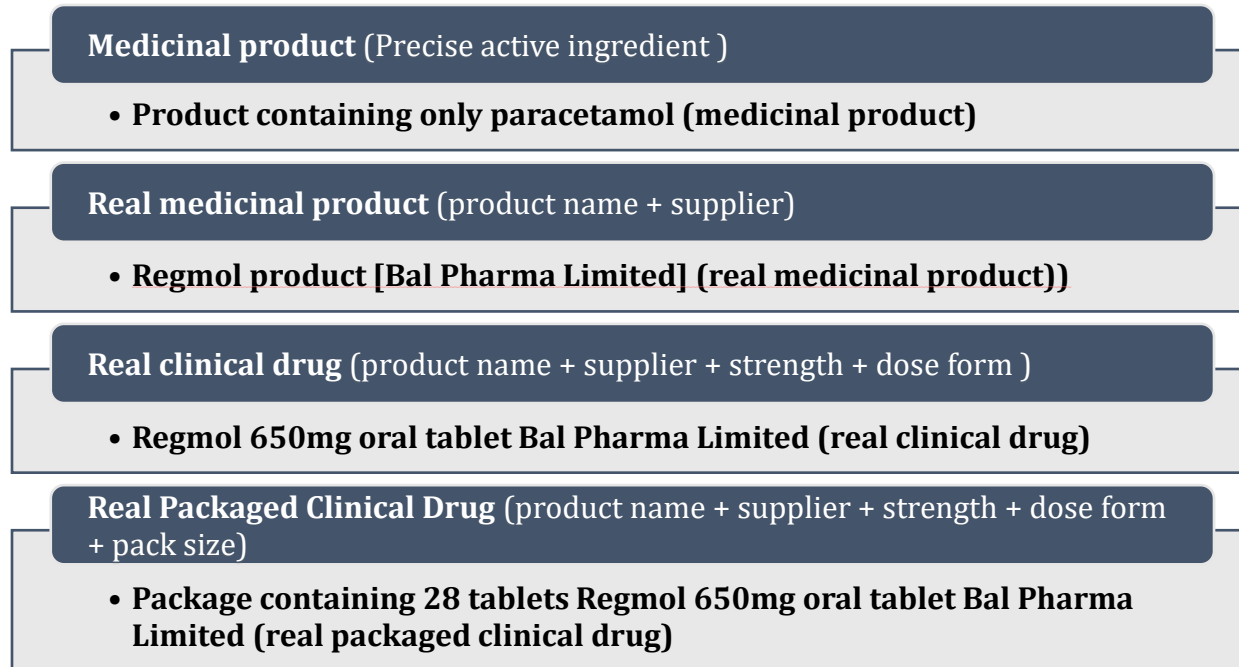 Medicinal product (Precise active ingredient )
• Product containing only paracetamol (medicinal product)
Real medicinal product (product name + supplier)
• Regmol product [Bal Pharma Limited] (real medicinal product))
Real clinical drug (product name + supplier + strength + dose form )
• Regmol 650mg oral tablet Bal Pharma Limited (real clinical drug)
Real Packaged Clinical Drug (product name + supplier + strength + dose form
+ pack size)
• Package containing 28 tablets Regmol 650mg oral tablet Bal Pharma
Limited (real packaged clinical drug)